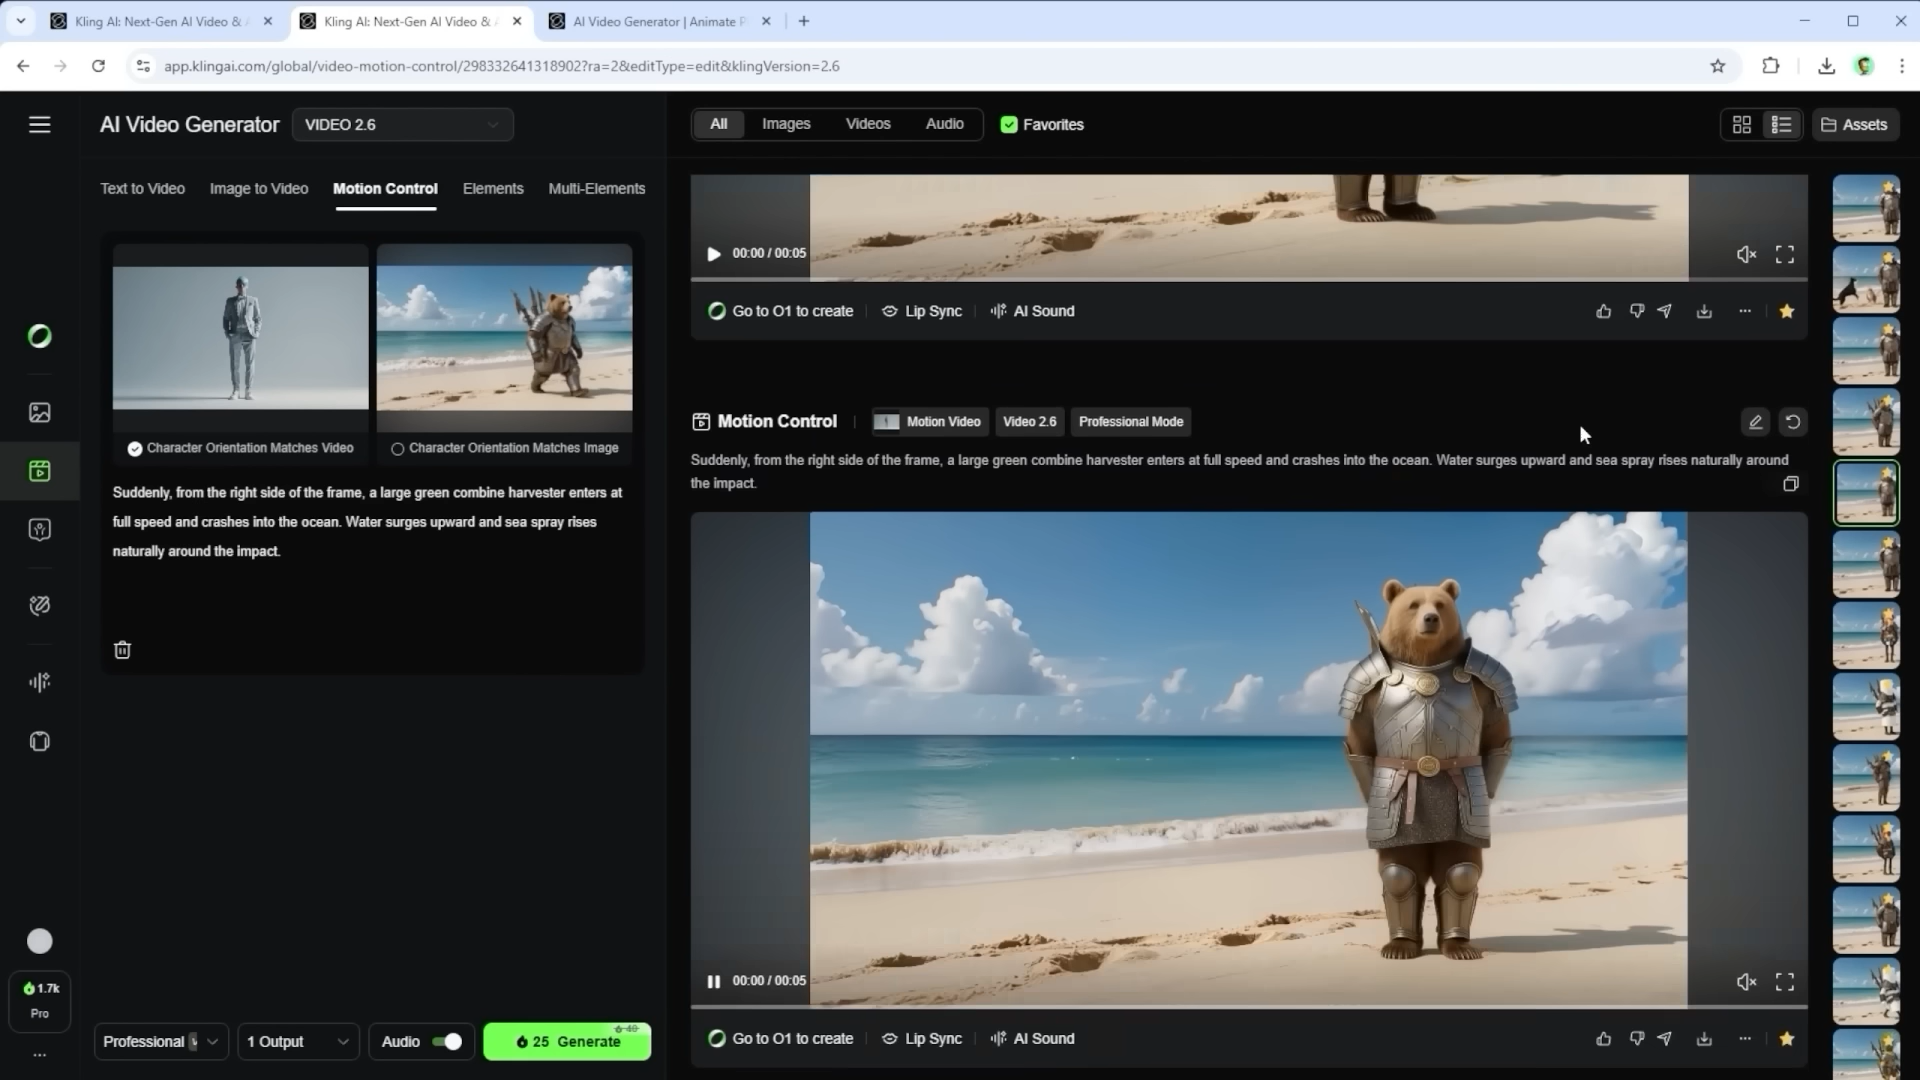 Kling AI: Next-Gen AI Video &
Kling AI: Next-Gen AI Video &
AI Video Generator | Animate
app.klingai.com/global/video-motion-control/298332641318902?ra=2&editType=edit&klingVersion=2.6
AI Video Generator
VIDEO 2.6
All
Images
Videos
Audio
Favorites
Assets
Text to Video
Image to Video
Motion Control
Elements
Multi-Elements
00:00 / 00:05
Go to O1 to create
Lip Sync
AI Sound
Character Orientation Matches Video
Character Orientation Matches Image
Suddenly, from the right side of the frame, a large green combine harvester enters at
full speed and crashes into the ocean. Water surges upward and sea spray rises
naturally around the impact.
Motion Control
Motion Video
Video 2.6
Professional Mode
Suddenly, from the right side of the frame, a large green combine harvester enters at full speed and crashes into the ocean. Water surges upward and sea spray rises naturally around
the impact.
00:00 / 00:05
Go to O1 to create
Lip Sync
AI Sound
1.7k
Pro
Professional
1 Output
Audio
25 Generate